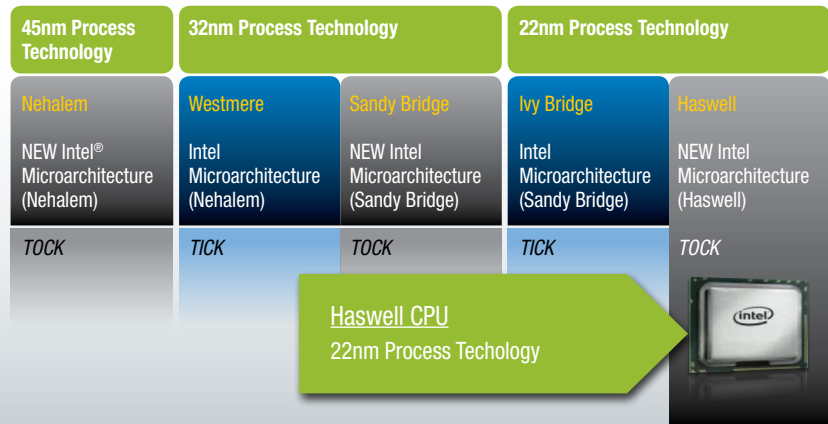 45nm Process
Technology
32nm Process Technology
22nm Process Technology
Nehalem
NEW Intel®
Microarchitecture
(Nehalem)
TOCK
Westmere
Intel
Microarchitecture
(Nehalem)
TICK
Sandy Bridge
NEW Intel
Microarchitecture
(Sandy Bridge)
TOCK
Ivy Bridge
Intel
Microarchitecture
(Sandy Bridge)
TICK
Haswell
NEW Intel
Microarchitecture
(Haswell)
TOCK
Haswell CPU
22nm Process Techology
intel